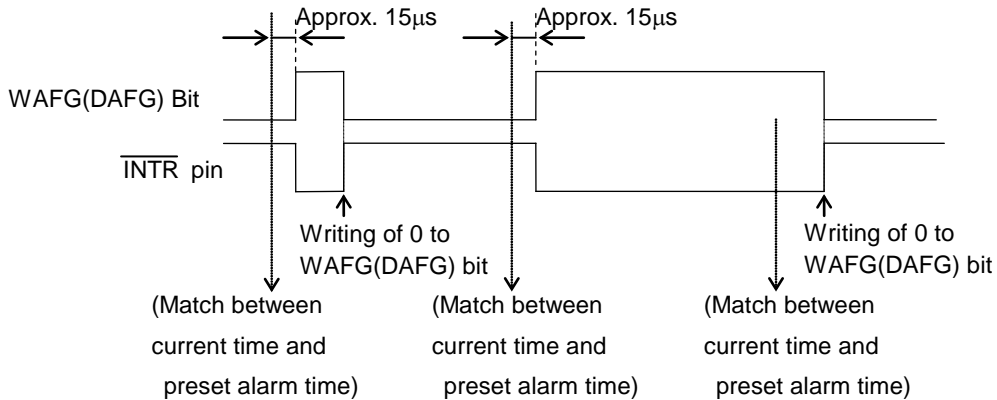 Approx. 15μs
Approx. 15μs
WAFG(DAFG) Bit
INTR pin
Writing of 0 to
WAFG(DAFG) bit
Writing of 0 to
WAFG(DAFG) bit
(Match between
current time and
preset alarm time)
(Match between
current time and
preset alarm time)
(Match between
current time and
preset alarm time)